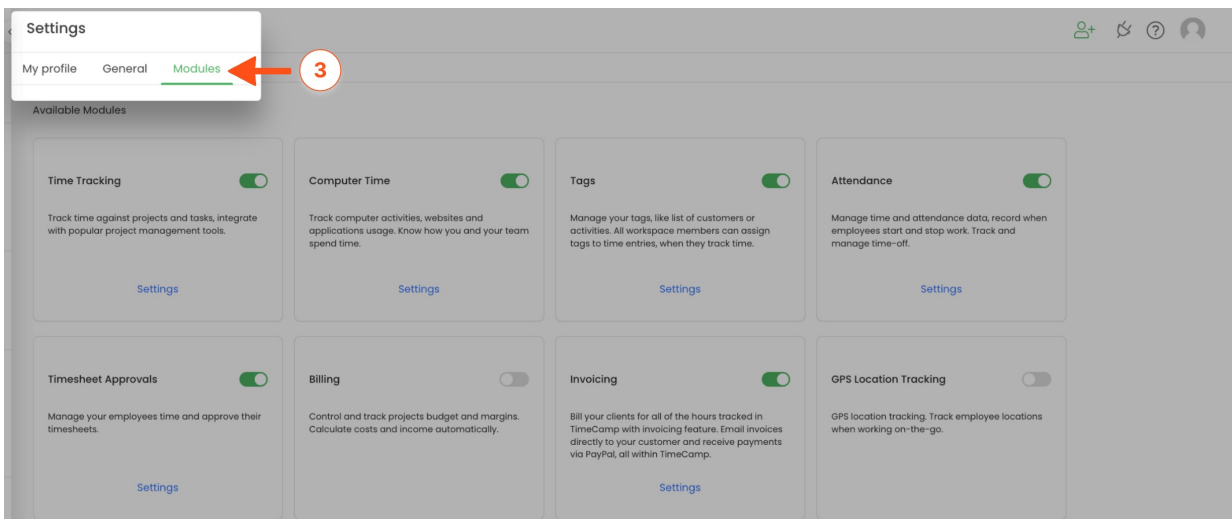 Settings
My profile General Modules
3
Available Modules
Time Tracking
Track time against projects and tasks, integrate
with popular project management tools.
Settings
Computer Time
Track computer activities, websites and
applications usage. Know how you and your team
spend time.
Settings
Tags
Manage your tags, like list of customers or
activities. All workspace members can assign
tags to time entries, when they track time.
Settings
Attendance
Manage time and attendance data, record when
employees start and stop work. Track and
manage time-off.
Settings
Timesheet Approvals
Manage your employees time and approve their
timesheets.
Settings
Billing
Control and track projects budget and margins.
Calculate costs and income automatically.
Invoicing
Bill your clients for all of the hours tracked in
TimeCamp with invoicing feature. Email invoices
directly to your customer and receive payments
via PayPal, all within TimeCamp.
Settings
GPS Location Tracking
GPS location tracking. Track employee locations
when working on-the-go.